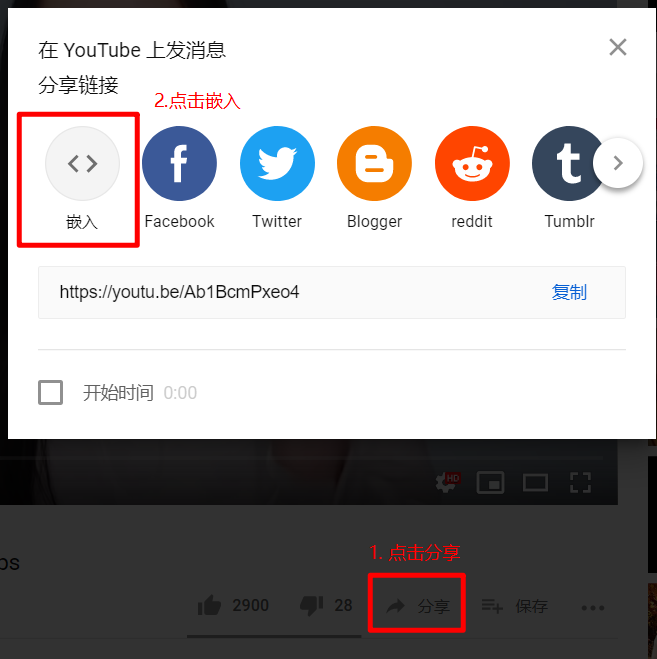 在 YouTube 上发消息
分享链接
2.点击嵌入
嵌入
Facebook
Twitter
Blogger
reddit
Tumblr
https://youtu.be/Ab1BcmPxeo4
复制
开始时间 0:00
HD
1. 点击分享
os
2900
28
分享
保存